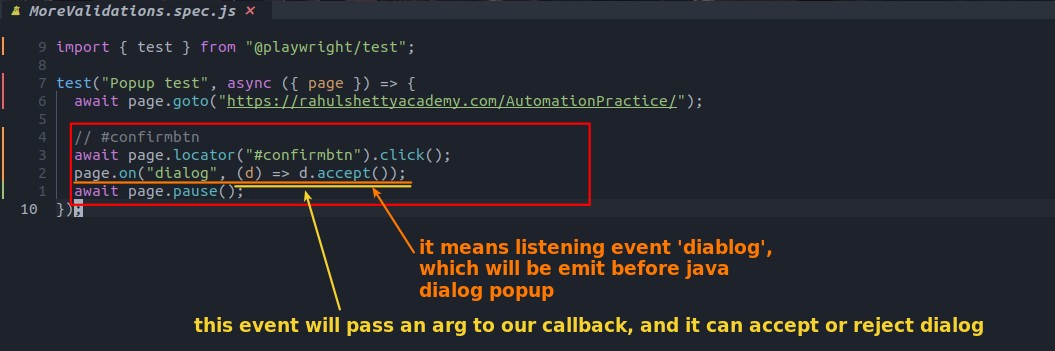 MoreValidations.spec.js ✕
9 import { test } from "@playwright/test";
8
7 test("Popup test", async ({ page }) => {
6 await page.goto("https://rahulshettyacademy.com/AutomationPractice/");
5
4 // #confirmbtn
3 await page.locator("#confirmbtn").click();
2 page.on("dialog", (d) => d.accept());
1 await page.pause();
10 });
it means listening event 'diablog',
which will be emit before java
dialog popup
this event will pass an arg to our callback, and it can accept or reject dialog